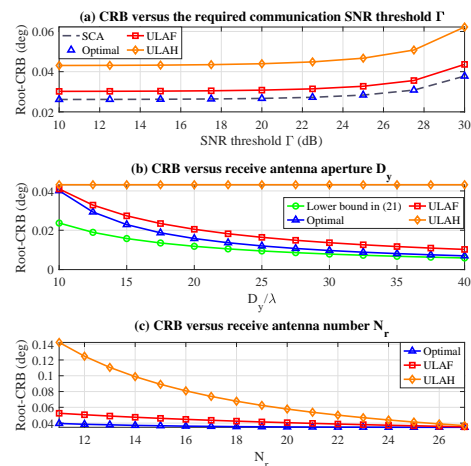 (a) CRB versus the required communication SNR threshold Γ
Root-CRB (deg)
0.06
0.04
0.02
SCA
ULAF
Optimal
ULAH
10 12 14 16 18 20 22 24 26 28 30
SNR threshold Γ (dB)
(b) CRB versus receive antenna aperture D_y
Root-CRB (deg)
0.04
0.02
0
Lower bound in (21)
ULAF
Optimal
ULAH
10 15 20 25 30 35 40
D_y/λ
(c) CRB versus receive antenna number N_r
Root-CRB (deg)
0.14
0.12
0.1
0.08
0.06
0.04
Optimal
ULAF
ULAH
12 14 16 18 20 22 24 26
N_r